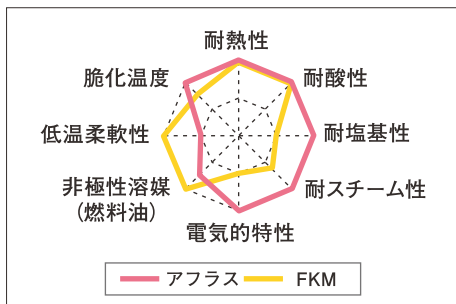 耐熱性
脆化温度
耐酸性
低温柔軟性
耐塩基性
非極性溶媒
(燃料油)
耐スチーム性
電気的特性
アフラス
FKM